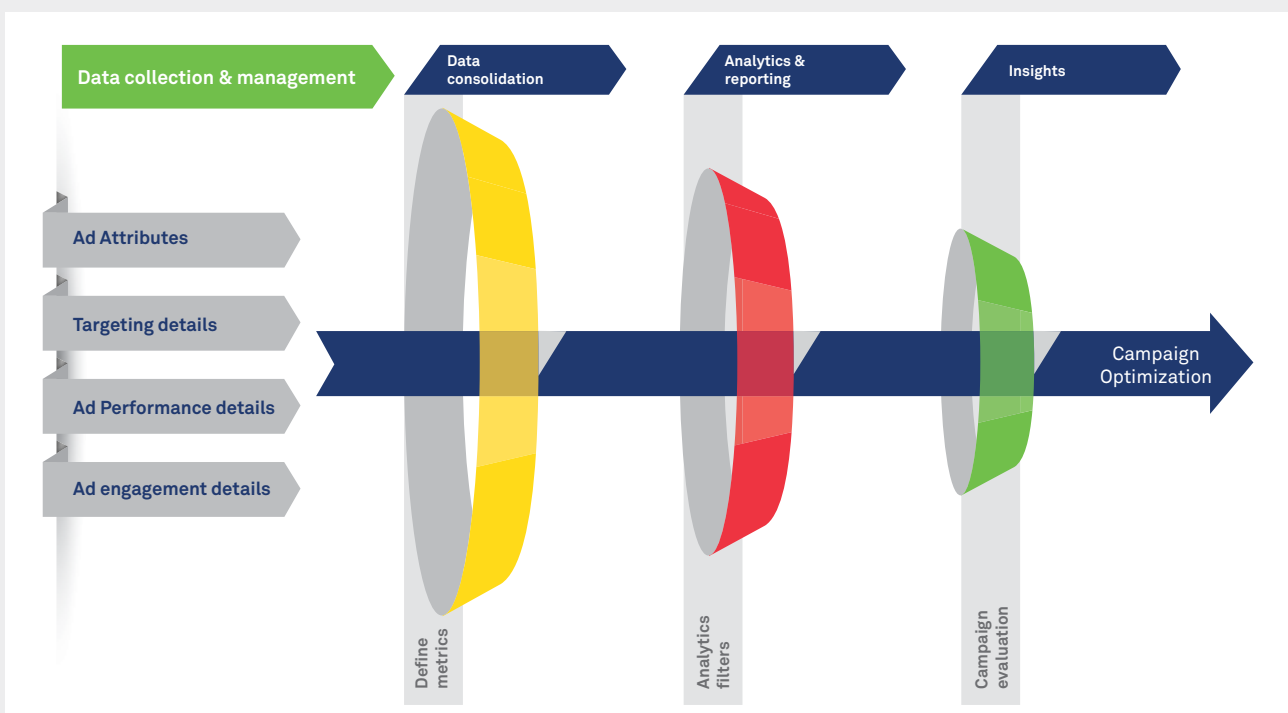 Data collection & management
Data
consolidation
Analytics &
reporting
Insights
Ad Attributes
Targeting details
Ad Performance details
Ad engagement details
Campaign
Optimization
Define
metrics
Analytics
filters
Campaign
evaluation